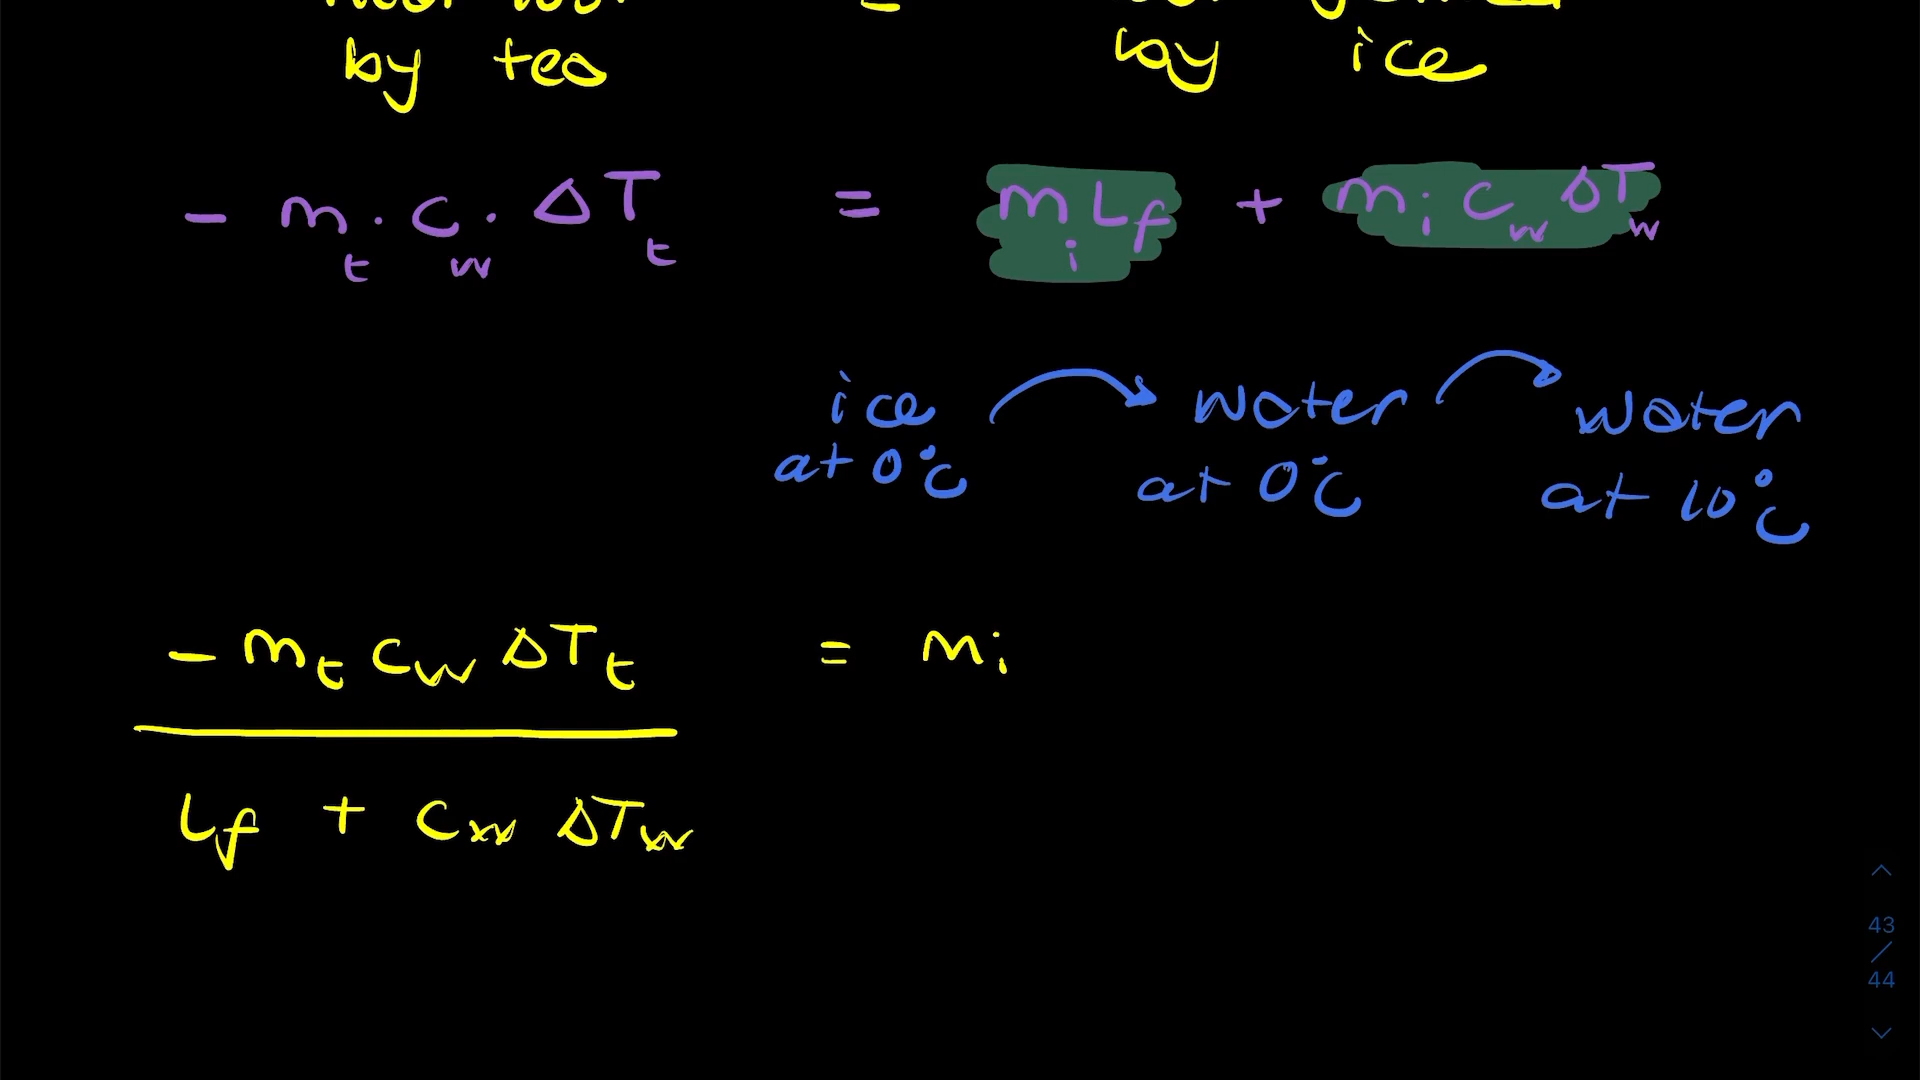 =
by tea by ice
- m_t · c_w · ΔT_t = m_i L_f + m_i c_w ΔT_w
ice water water
at 0°C at 0°C at 10°C
- m_t c_w ΔT_t = m_i
L_f + c_w ΔT_w
43
/
44